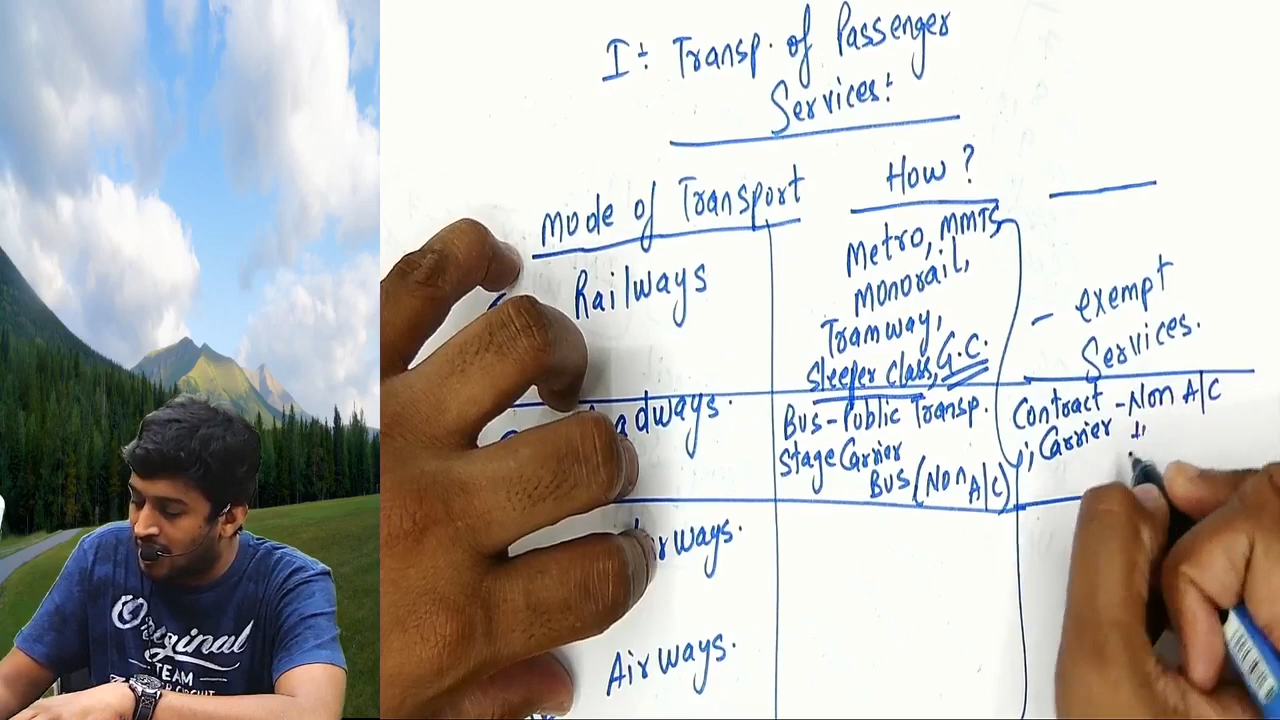 I: Transp. of Passenger
Services:
Mode of Transport
How?
Railways
Metro, MMTS
Monorail,
Tramway,
Sleeper class, G.C.
- exempt
Services.
adways.
Bus-Public Transp.
Stage Carrier
Bus (Non A/C)
Contract - Non A/C
; Carrier
rways.
Airways.
Original
TEAM
CIRCUIT